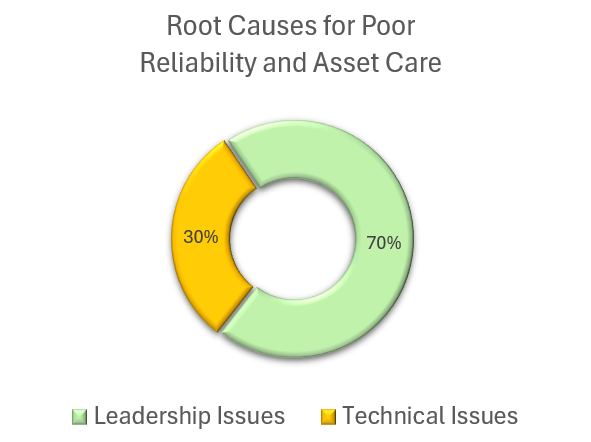 Root Causes for Poor
Reliability and Asset Care
30%
70%
Leadership Issues
Technical Issues